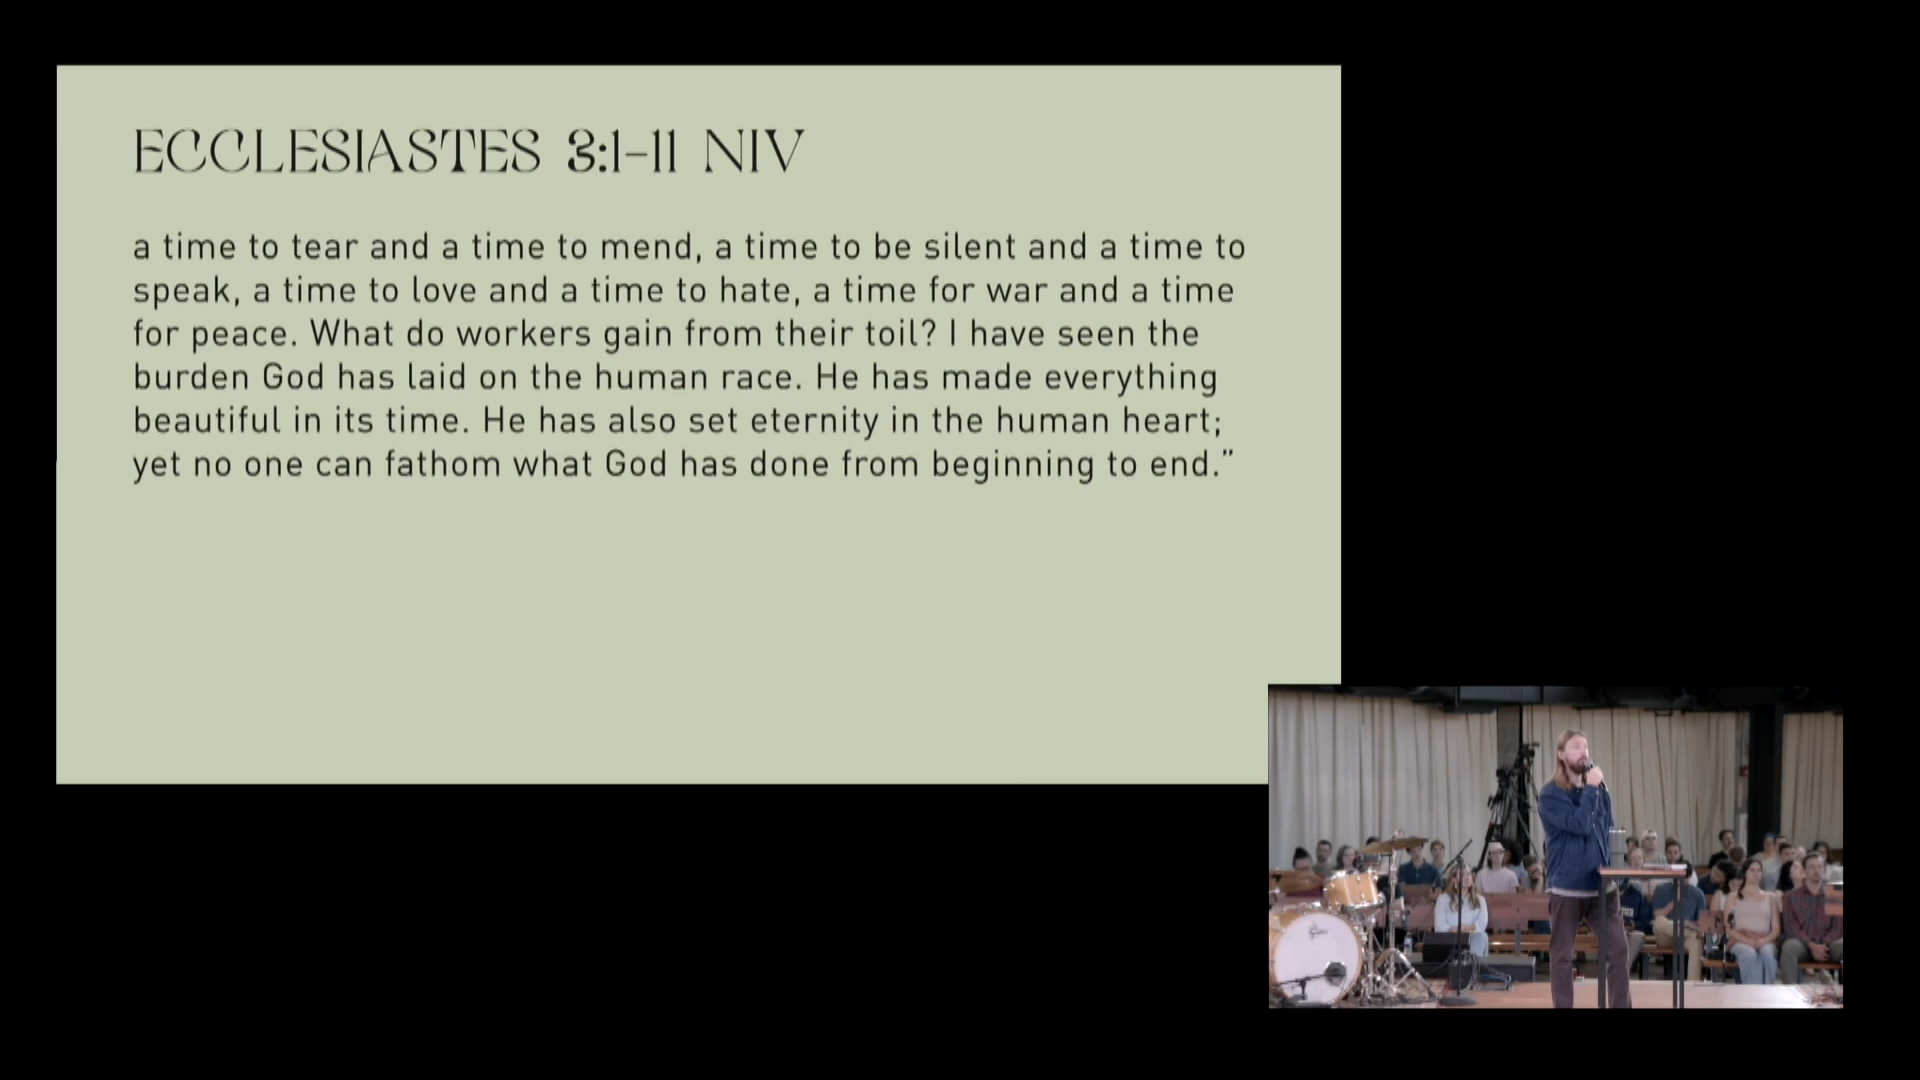 ECCLESIASTES 3:1-11 NIV
a time to tear and a time to mend, a time to be silent and a time to
speak, a time to love and a time to hate, a time for war and a time
for peace. What do workers gain from their toil? I have seen the
burden God has laid on the human race. He has made everything
beautiful in its time. He has also set eternity in the human heart;
yet no one can fathom what God has done from beginning to end.”